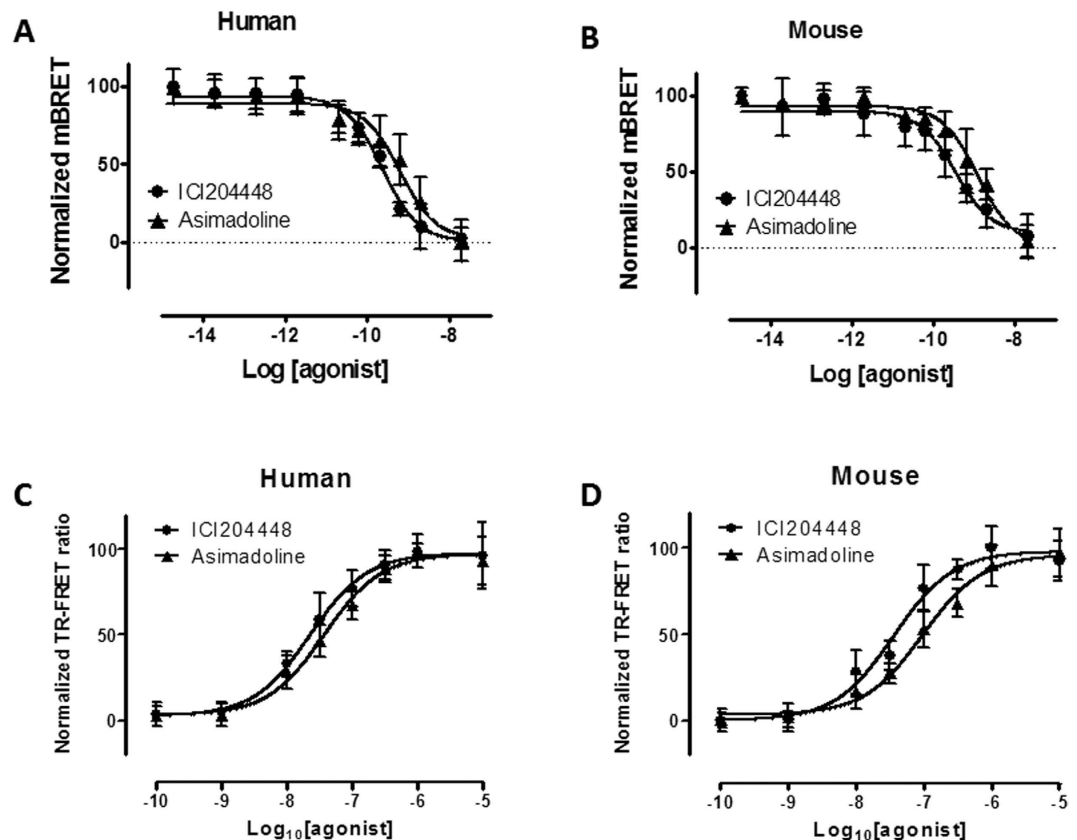 A
Human
Normalized mBRET
100
50
0
ICI204448
Asimadoline
-14
-12
-10
-8
Log [agonist]
B
Mouse
Normalized mBRET
100
50
0
ICI204448
Asimadoline
-14
-12
-10
-8
Log [agonist]
C
Human
Normalized TR-FRET ratio
100
50
0
ICI204448
Asimadoline
-10
-9
-8
-7
-6
-5
Log₁₀[agonist]
D
Mouse
Normalized TR-FRET ratio
100
50
0
ICI204448
Asimadoline
-10
-9
-8
-7
-6
-5
Log₁₀[agonist]